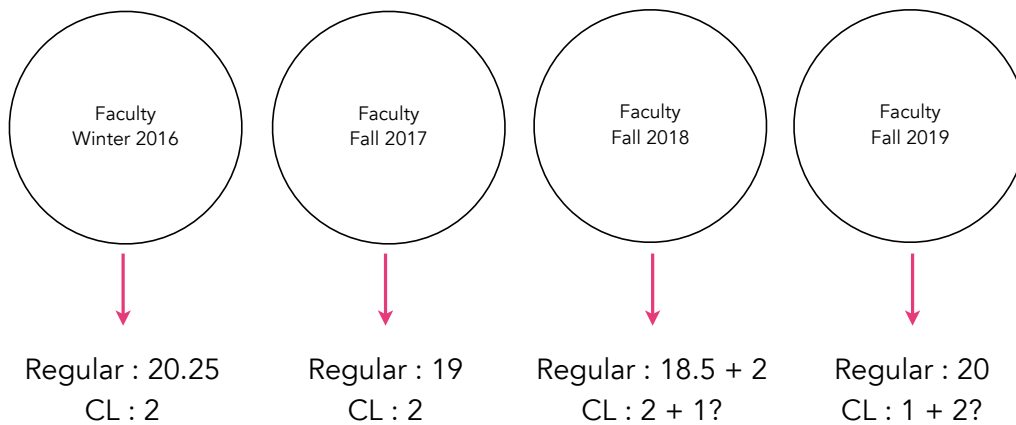 Faculty
Winter 2016
Faculty
Fall 2017
Faculty
Fall 2018
Faculty
Fall 2019
Regular : 20.25
CL : 2
Regular : 19
CL : 2
Regular : 18.5 + 2
CL : 2 + 1?
Regular : 20
CL : 1 + 2?